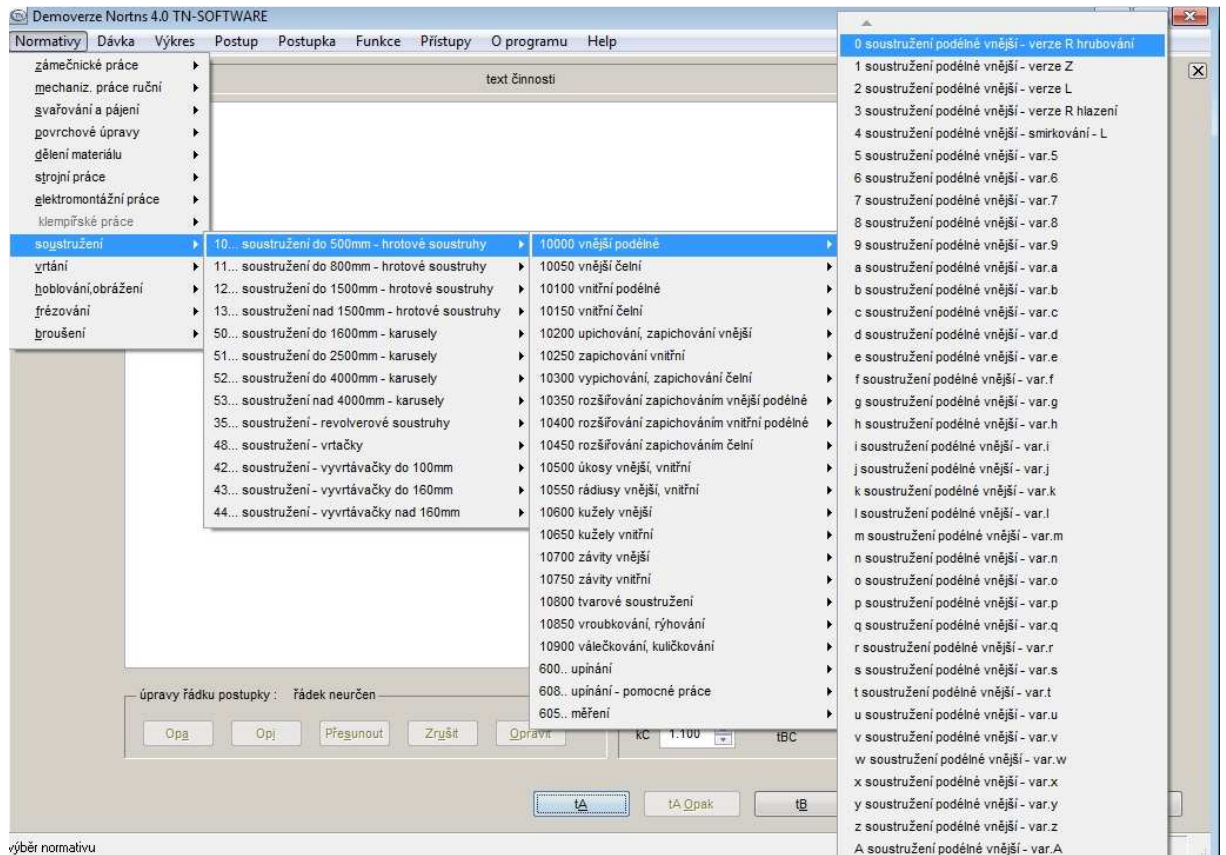 Demoverze Nortns 4.0 TN-SOFTWARE
Normativy Dávka Výkres Postup Postupka Funkce Přístupy O programu Help
text činnosti
zámečnické práce
mechaniz. práce ruční
svařování a pájení
povrchové úpravy
dělení materiálu
strojní práce
elektromontážní práce
klempířské práce
soustružení
vrtání
hoblování,obrážení
frézování
broušení
10... soustružení do 500mm - hrotové soustruhy
11... soustružení do 800mm - hrotové soustruhy
12... soustružení do 1500mm - hrotové soustruhy
13... soustružení nad 1500mm - hrotové soustruhy
50... soustružení do 1600mm - karusely
51... soustružení do 2500mm - karusely
52... soustružení do 4000mm - karusely
53... soustružení nad 4000mm - karusely
35... soustružení - revolverové soustruhy
48... soustružení - vrtačky
42... soustružení - vyvrtávačky do 100mm
43... soustružení - vyvrtávačky do 160mm
44... soustružení - vyvrtávačky nad 160mm
10000 vnější podélné
10050 vnější čelní
10100 vnitřní podélné
10150 vnitřní čelní
10200 upichování, zapichování vnější
10250 zapichování vnitřní
10300 vypichování, zapichování čelní
10350 rozšiřování zapichováním vnější podélné
10400 rozšiřování zapichováním vnitřní podélné
10450 rozšiřování zapichováním čelní
10500 úkosy vnější, vnitřní
10550 rádiusy vnější, vnitřní
10600 kužely vnější
10650 kužely vnitřní
10700 závity vnější
10750 závity vnitřní
10800 tvarové soustružení
10850 vroubkování, rýhování
10900 válečkování, kuličkování
600.. upínání
608.. upínání - pomocné práce
605.. měření
0 soustružení podélné vnější - verze R hrubování
1 soustružení podélné vnější - verze Z
2 soustružení podélné vnější - verze L
3 soustružení podélné vnější - verze R hlazení
4 soustružení podélné vnější - smirkování - L
5 soustružení podélné vnější - var.5
6 soustružení podélné vnější - var.6
7 soustružení podélné vnější - var.7
8 soustružení podélné vnější - var.8
9 soustružení podélné vnější - var.9
a soustružení podélné vnější - var.a
b soustružení podélné vnější - var.b
c soustružení podélné vnější - var.c
d soustružení podélné vnější - var.d
e soustružení podélné vnější - var.e
f soustružení podélné vnější - var.f
g soustružení podélné vnější - var.g
h soustružení podélné vnější - var.h
i soustružení podélné vnější - var.i
j soustružení podélné vnější - var.j
k soustružení podélné vnější - var.k
l soustružení podélné vnější - var.l
m soustružení podélné vnější - var.m
n soustružení podélné vnější - var.n
o soustružení podélné vnější - var.o
p soustružení podélné vnější - var.p
q soustružení podélné vnější - var.q
r soustružení podélné vnější - var.r
s soustružení podélné vnější - var.s
t soustružení podélné vnější - var.t
u soustružení podélné vnější - var.u
v soustružení podélné vnější - var.v
w soustružení podélné vnější - var.w
x soustružení podélné vnější - var.x
y soustružení podélné vnější - var.y
z soustružení podélné vnější - var.z
A soustružení podélné vnější - var.A
úpravy řádku postupky : řádek neurčen
Opa Opi Přesunout Zrušit Opravit
kC 1.100 tBC
tA tA Opak tB
výběr normativu